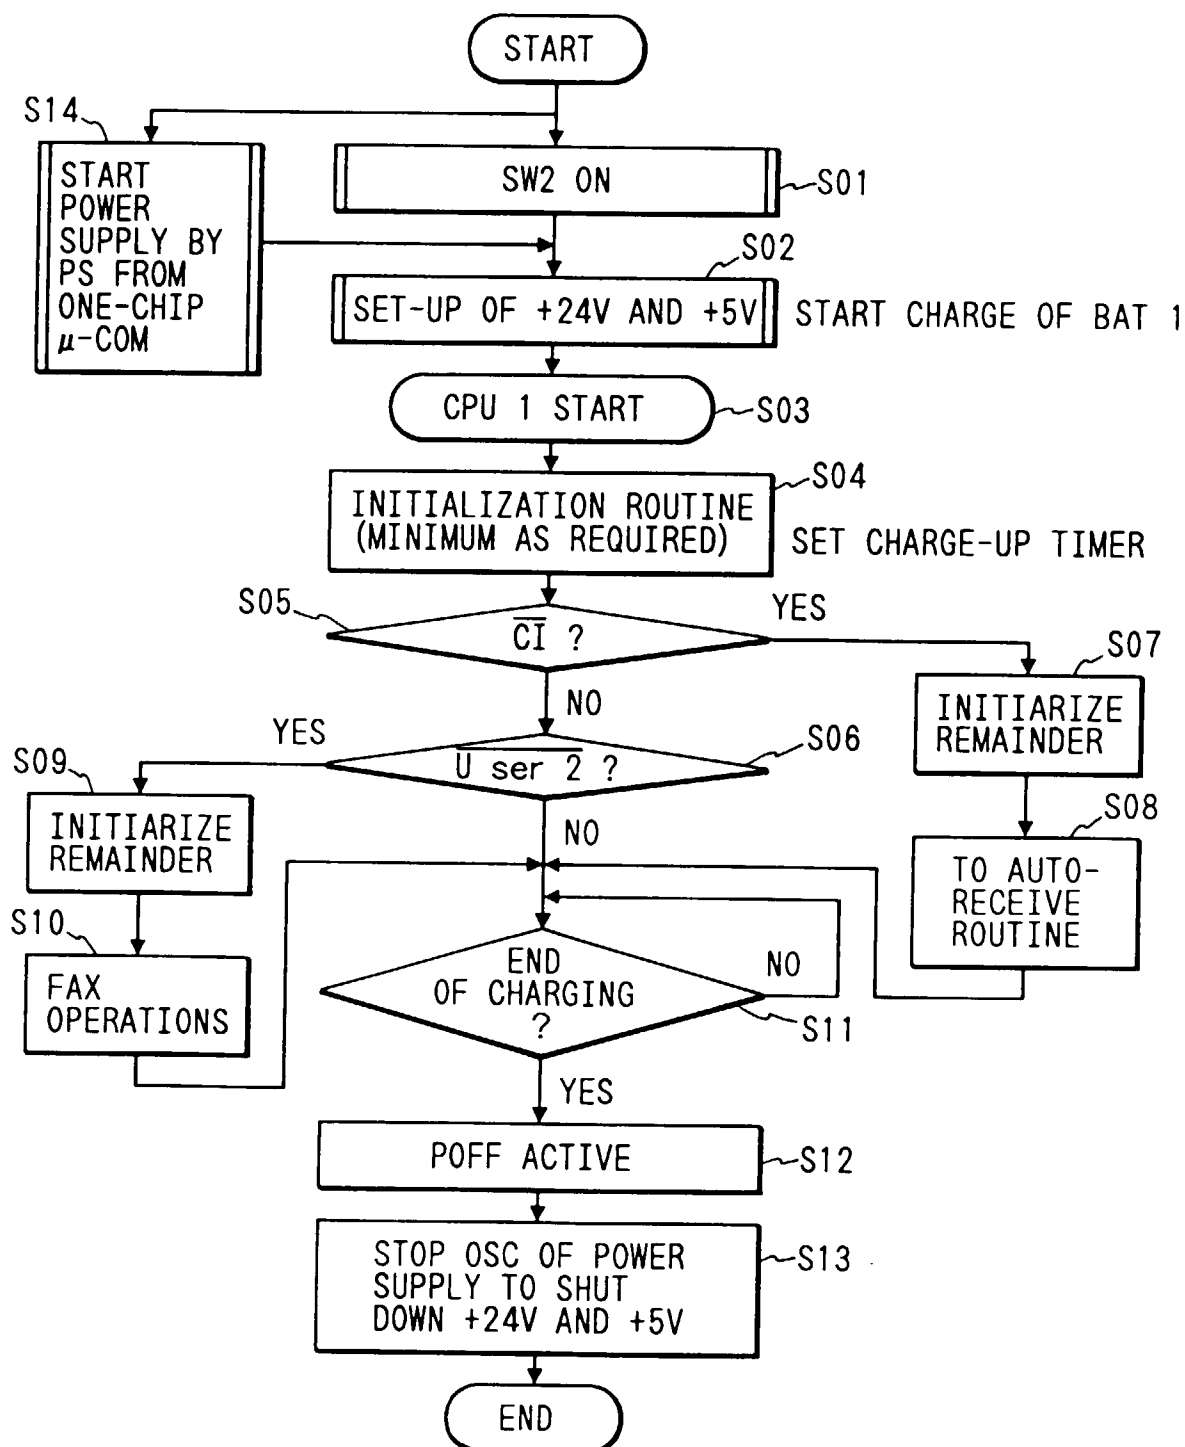 START
S14
START
POWER
SUPPLY BY
PS FROM
ONE-CHIP
μ-COM
SW2 ON
S01
S02
SET-UP OF +24V AND +5V
START CHARGE OF BAT 1
CPU 1 START
S03
S04
INITIALIZATION ROUTINE
(MINIMUM AS REQUIRED)
SET CHARGE-UP TIMER
S05
C̅I̅ ?
YES
NO
S07
INITIARIZE
REMAINDER
YES
U̅ s̅e̅r̅ 2̅ ?
S06
NO
S09
INITIARIZE
REMAINDER
S08
TO AUTO-
RECEIVE
ROUTINE
S10
FAX
OPERATIONS
END
OF CHARGING
?
NO
S11
YES
POFF ACTIVE
S12
STOP OSC OF POWER
SUPPLY TO SHUT
DOWN +24V AND +5V
S13
END